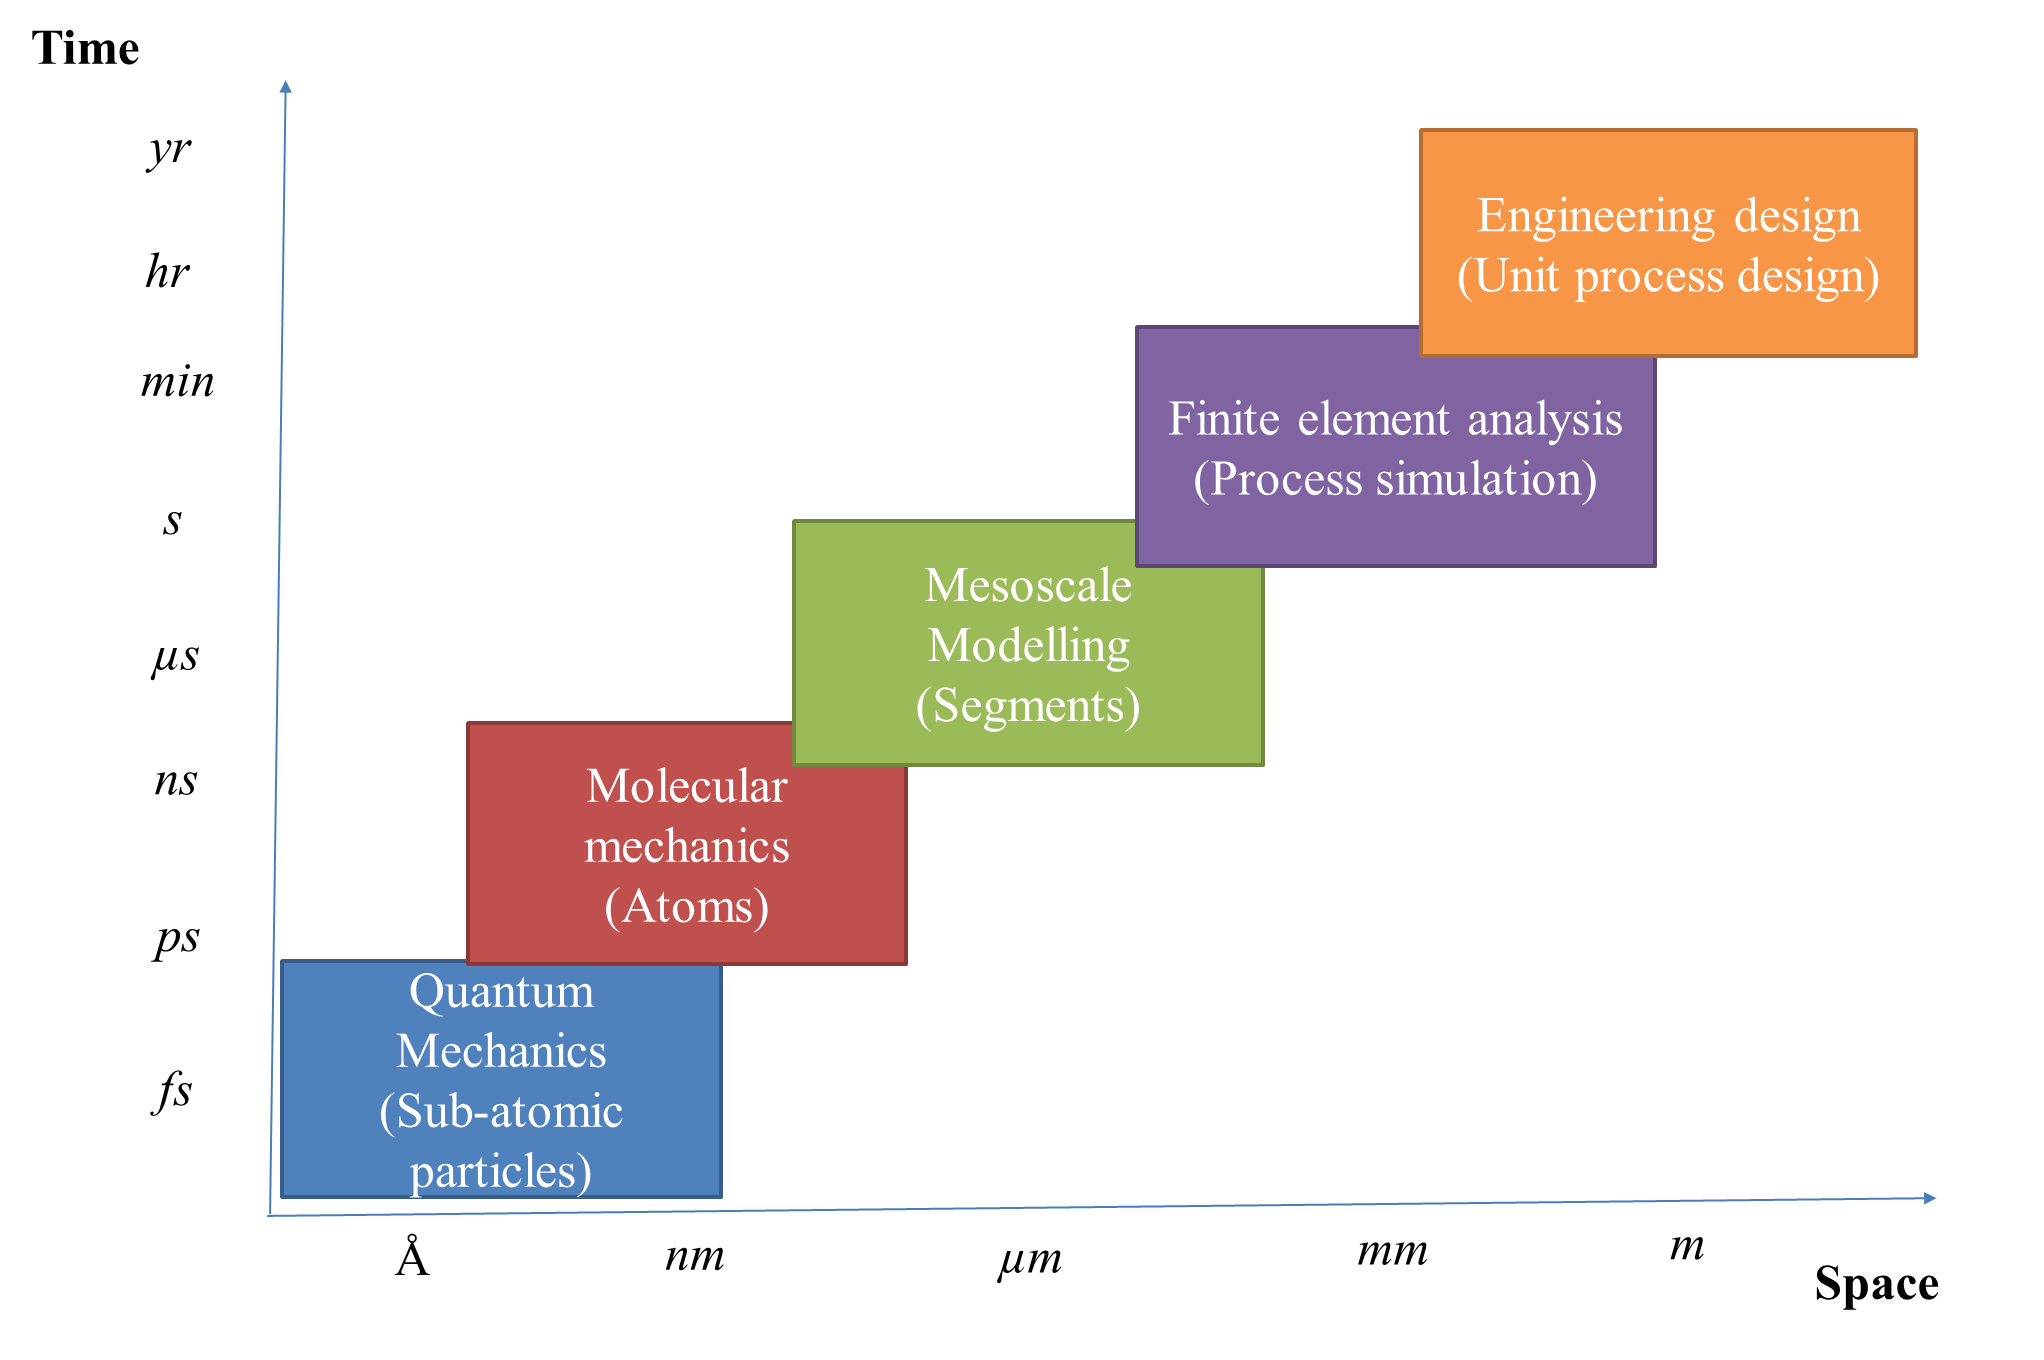 Time
yr
hr
min
s
µs
ns
ps
fs
Engineering design
(Unit process design)
Finite element analysis
(Process simulation)
Mesoscale
Modelling
(Segments)
Molecular
mechanics
(Atoms)
Quantum
Mechanics
(Sub-atomic
particles)
Å
nm
µm
mm
m
Space